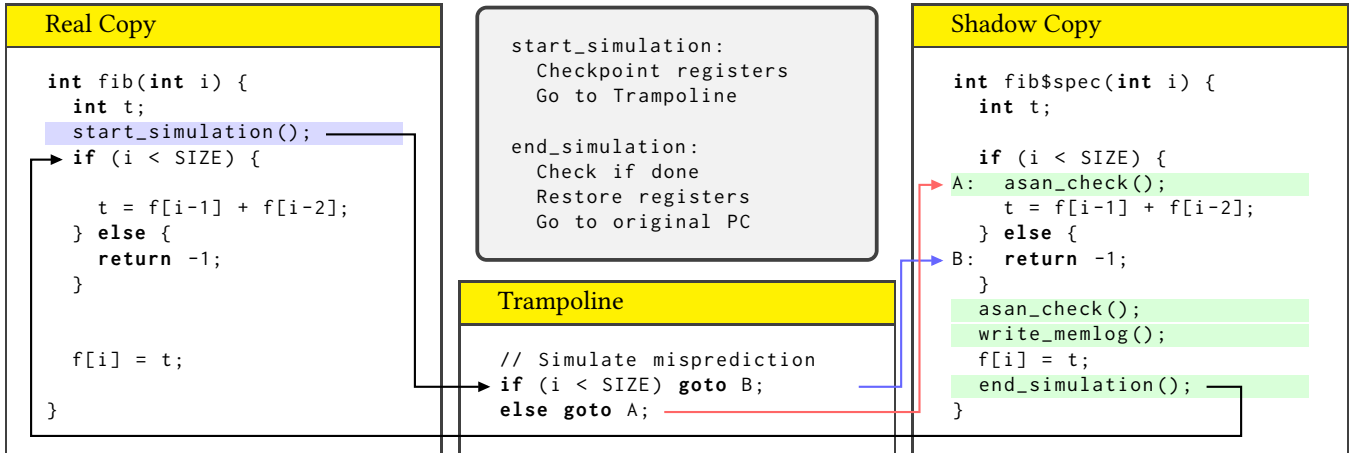 Real Copy
int fib(int i) {
int t;
start_simulation();
if (i < SIZE) {
t = f[i-1] + f[i-2];
} else {
return -1;
}
f[i] = t;
}
start_simulation:
Checkpoint registers
Go to Trampoline
end_simulation:
Check if done
Restore registers
Go to original PC
Trampoline
// Simulate misprediction
if (i < SIZE) goto B;
else goto A;
Shadow Copy
int fib$spec(int i) {
int t;
if (i < SIZE) {
A: asan_check();
t = f[i-1] + f[i-2];
} else {
B: return -1;
}
asan_check();
write_memlog();
f[i] = t;
end_simulation();
}